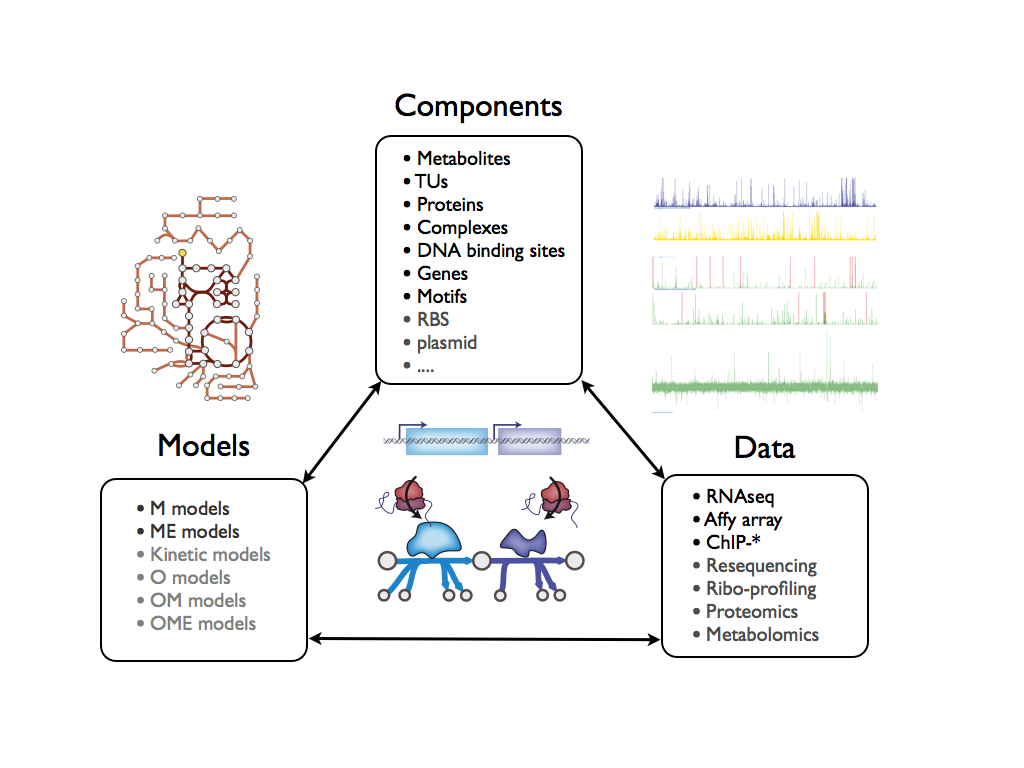 Components
• Metabolites
• TUs
• Proteins
• Complexes
• DNA binding sites
• Genes
• Motifs
• RBS
• plasmid
• ....
Models
• M models
• ME models
• Kinetic models
• O models
• OM models
• OME models
Data
• RNAseq
• Affy array
• ChIP-*
• Resequencing
• Ribo-profiling
• Proteomics
• Metabolomics